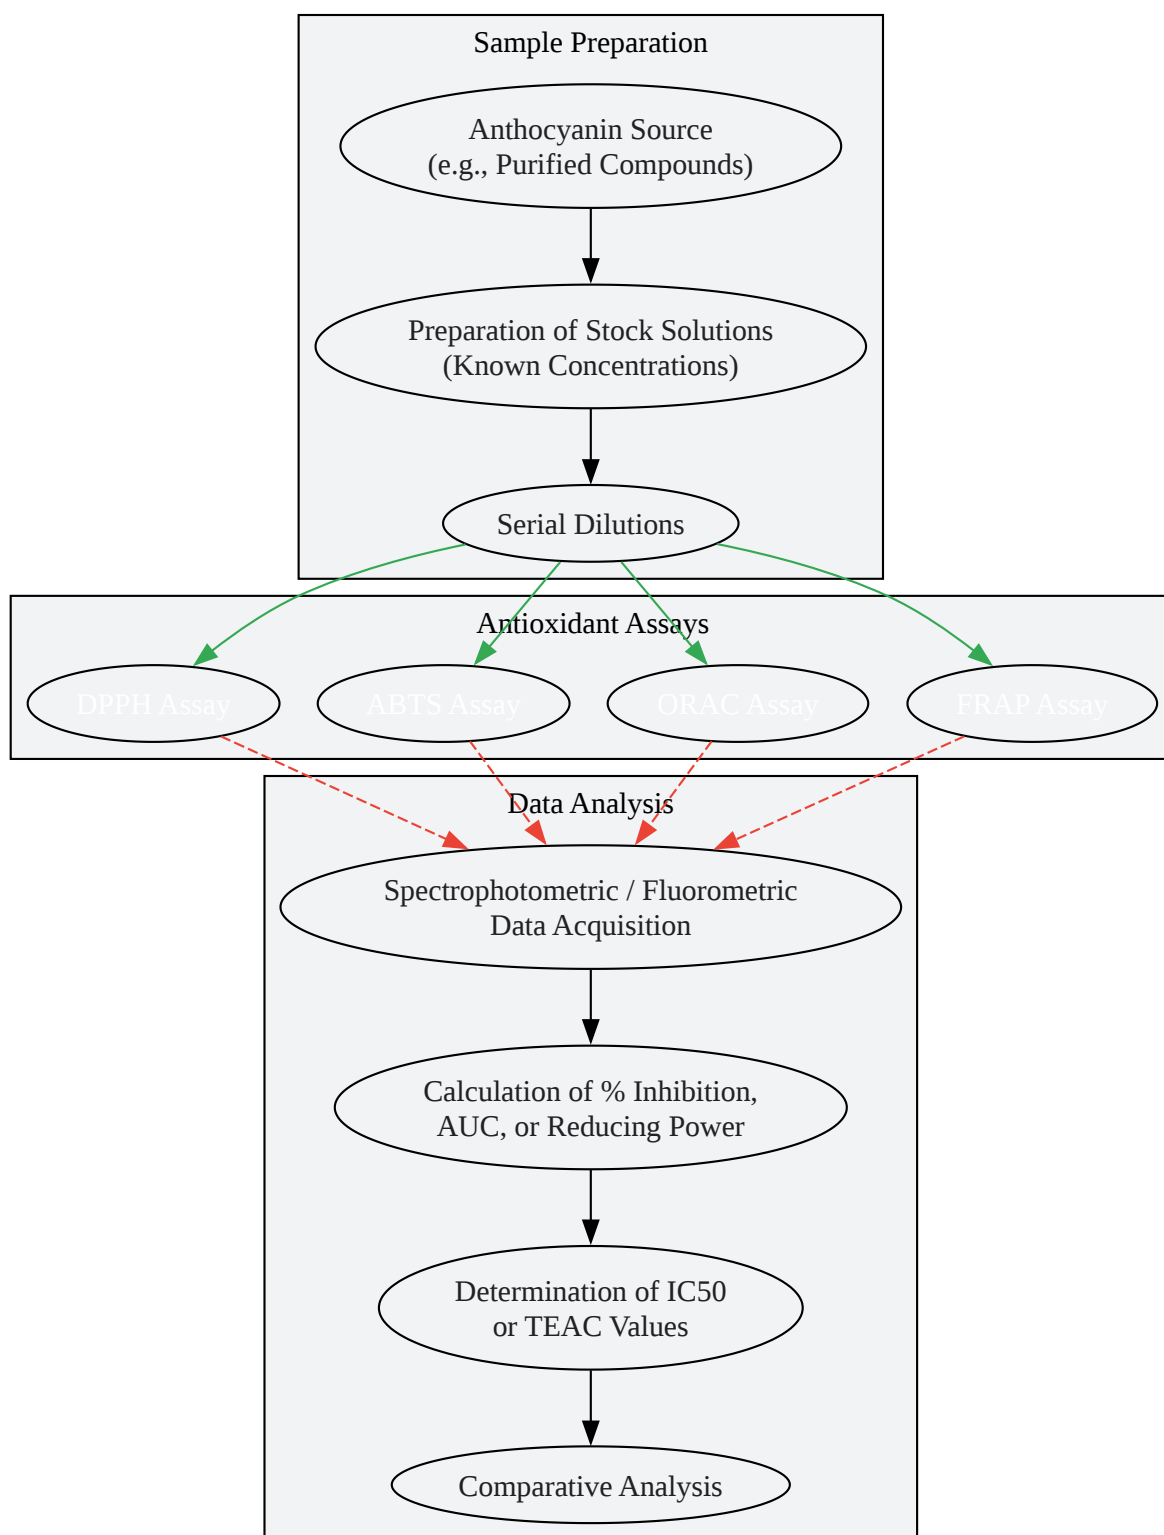 Sample Preparation
Anthocyanin Source
(e.g., Purified Compounds)
Preparation of Stock Solutions
(Known Concentrations)
Serial Dilutions
Antioxidant Assays
DPPH Assay
ABTS Assay
ORAC Assay
FRAP Assay
Data Analysis
Spectrophotometric / Fluorometric
Data Acquisition
Calculation of % Inhibition,
AUC, or Reducing Power
Determination of IC50
or TEAC Values
Comparative Analysis